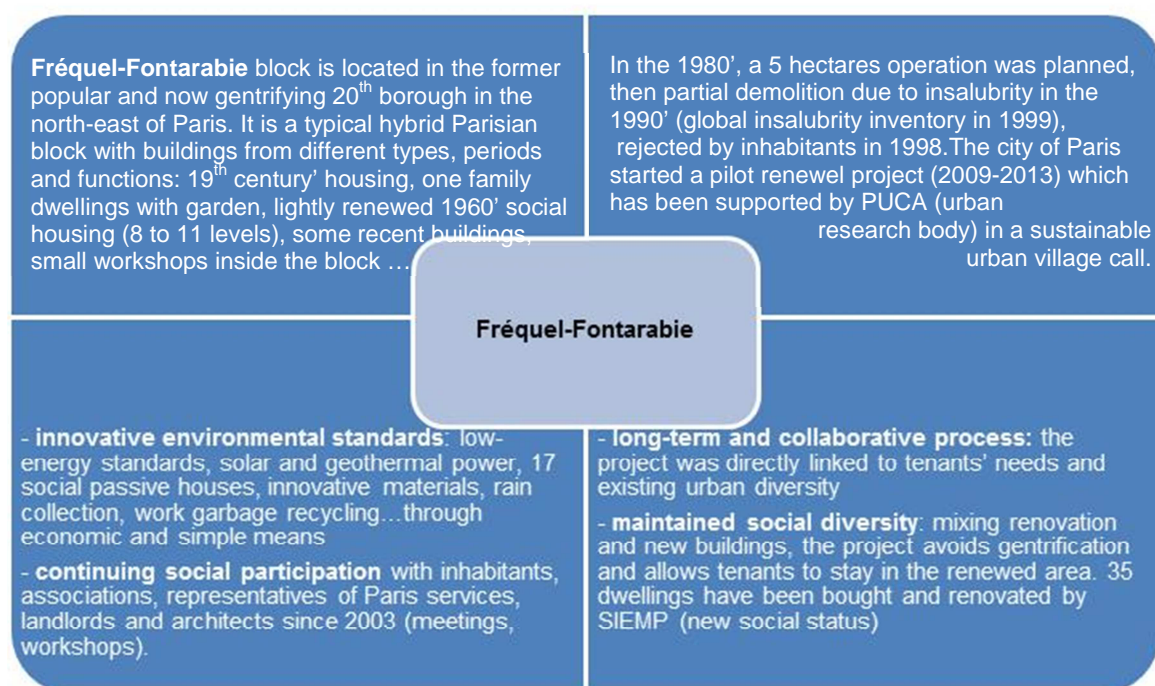 Fréquel-Fontarabie block is located in the former
popular and now gentrifying 20th borough in the
north-east of Paris. It is a typical hybrid Parisian
block with buildings from different types, periods
and functions: 19th century’ housing, one family
dwellings with garden, lightly renewed 1960’ social
housing (8 to 11 levels), some recent buildings,
small workshops inside the block …
In the 1980’, a 5 hectares operation was planned,
then partial demolition due to insalubrity in the
1990’ (global insalubrity inventory in 1999),
rejected by inhabitants in 1998.The city of Paris
started a pilot renewel project (2009-2013) which
has been supported by PUCA (urban
research body) in a sustainable
urban village call.
Fréquel-Fontarabie
- innovative environmental standards: low-
energy standards, solar and geothermal power, 17
social passive houses, innovative materials, rain
collection, work garbage recycling…through
economic and simple means
- continuing social participation with inhabitants,
associations, representatives of Paris services,
landlords and architects since 2003 (meetings,
workshops).
- long-term and collaborative process: the
project was directly linked to tenants’ needs and
existing urban diversity
- maintained social diversity: mixing renovation
and new buildings, the project avoids gentrification
and allows tenants to stay in the renewed area. 35
dwellings have been bought and renovated by
SIEMP (new social status)